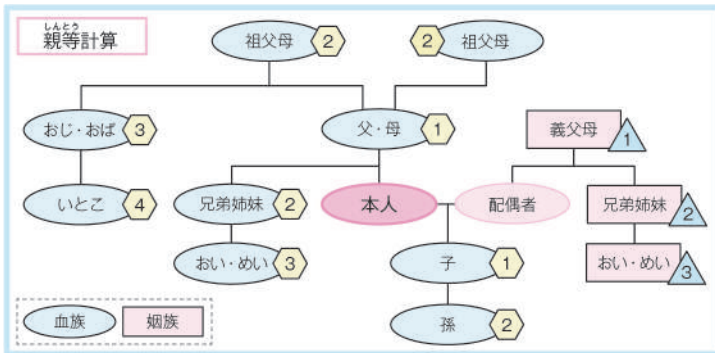 しんとう
親等計算
祖父母 2
2 祖父母
おじ・おば 3
父・母 1
義父母 1
いとこ 4
兄弟姉妹 2
本人
配偶者
兄弟姉妹 2
おい・めい 3
子 1
おい・めい 3
孫 2
血族
姻族